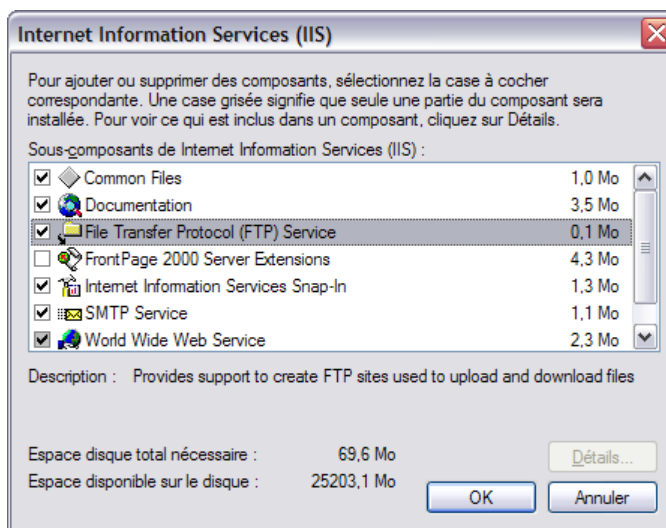 Internet Information Services (IIS)
Pour ajouter ou supprimer des composants, sélectionnez la case à cocher
correspondante. Une case grisée signifie que seule une partie du composant sera
installée. Pour voir ce qui est inclus dans un composant, cliquez sur Détails.
Sous-composants de Internet Information Services (IIS) :
Common Files 1,0 Mo
Documentation 3,5 Mo
File Transfer Protocol (FTP) Service 0,1 Mo
FrontPage 2000 Server Extensions 4,3 Mo
Internet Information Services Snap-In 1,3 Mo
SMTP Service 1,1 Mo
World Wide Web Service 2,3 Mo
Description : Provides support to create FTP sites used to upload and download files
Espace disque total nécessaire : 69,6 Mo
Détails...
Espace disponible sur le disque : 25203,1 Mo
OK Annuler